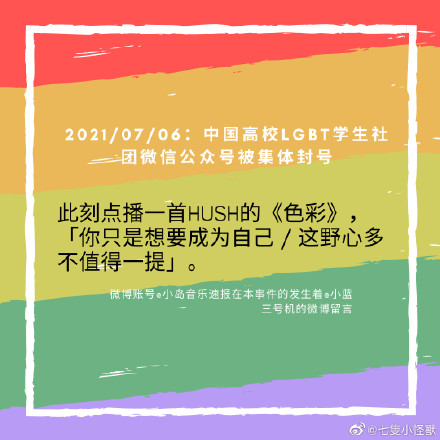 2021/07/06：中国高校LGBT学生社
团微信公众号被集体封号
此刻点播一首HUSH的《色彩》，
「你只是想要成为自己 / 这野心多
不值得一提」。
微博账号@小岛音乐速报在本事件的发生着@小蓝
三号机的微博留言
@七隻小怪獸